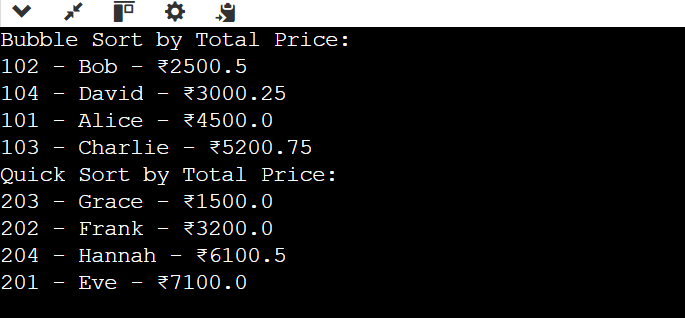 Bubble Sort by Total Price:
102 - Bob - ₹2500.5
104 - David - ₹3000.25
101 - Alice - ₹4500.0
103 - Charlie - ₹5200.75
Quick Sort by Total Price:
203 - Grace - ₹1500.0
202 - Frank - ₹3200.0
204 - Hannah - ₹6100.5
201 - Eve - ₹7100.0